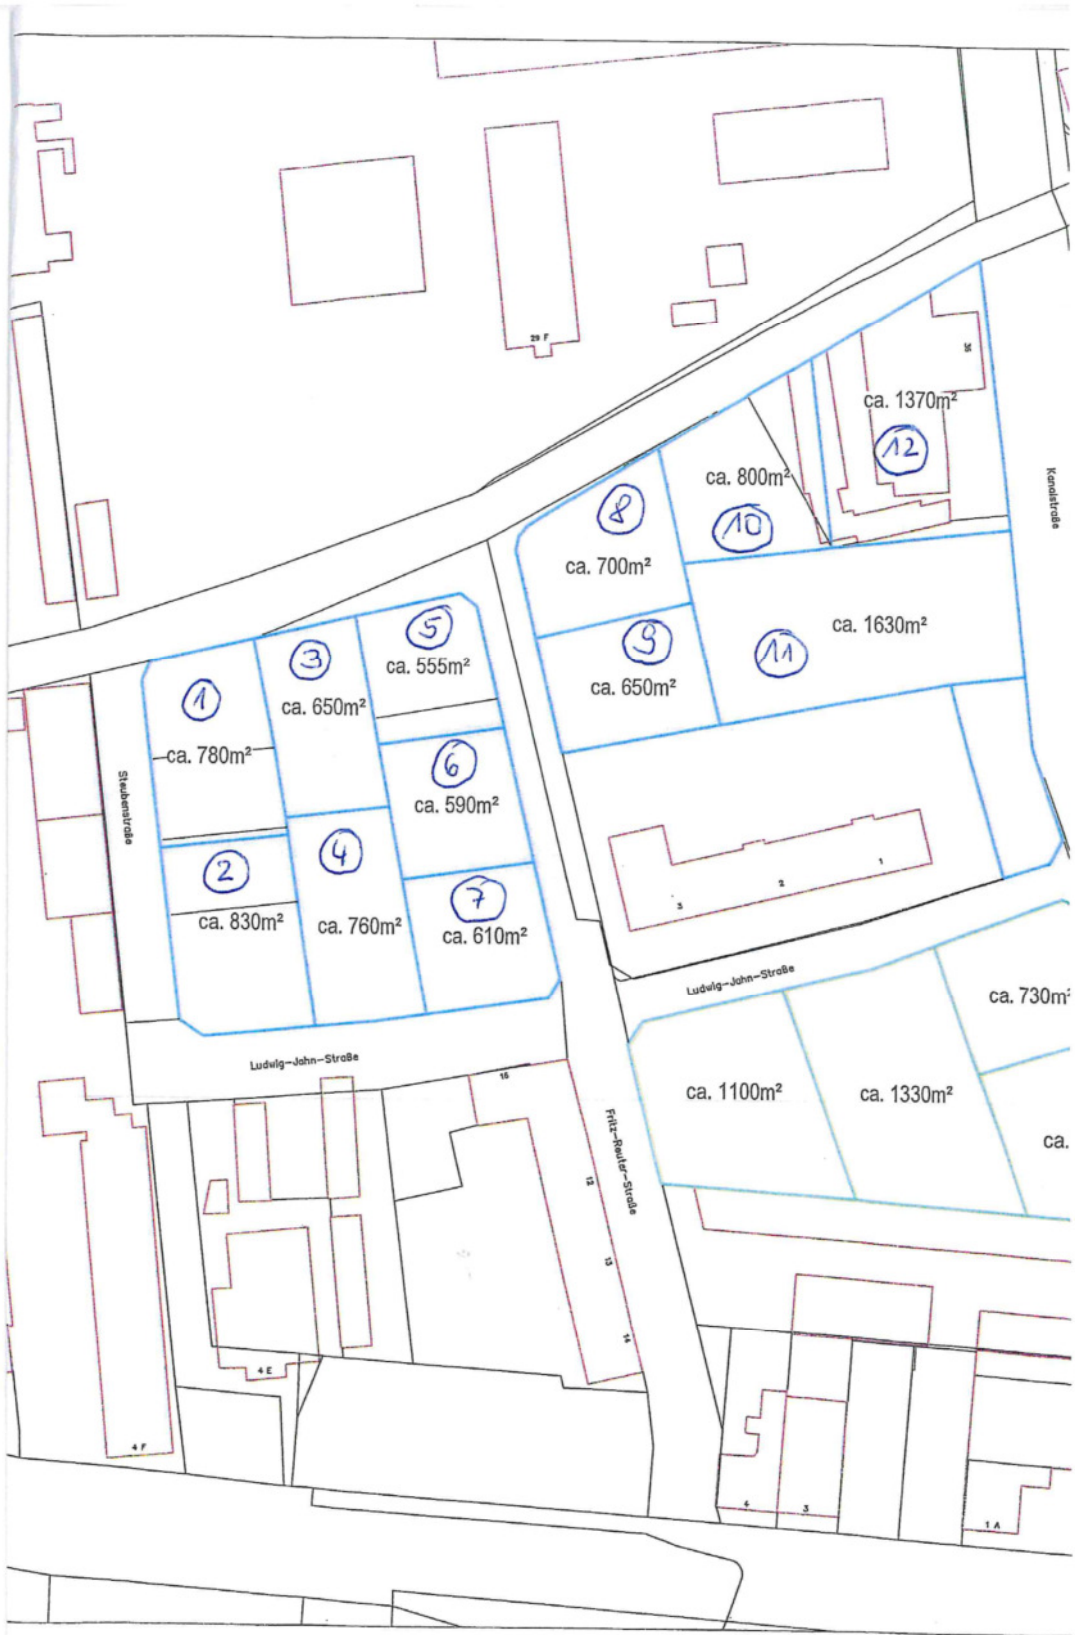 29 F
36
ca. 1370m²
12
ca. 800m²
10
Kanalstraße
8
ca. 700m²
5
ca. 555m²
ca. 1630m²
11
9
ca. 650m²
3
ca. 650m²
1
ca. 780m²
Steubenstraße
6
ca. 590m²
2
ca. 830m²
4
ca. 760m²
7
ca. 610m²
1
2
3
Ludwig-Jahn-Straße
ca. 730m²
Ludwig-Jahn-Straße
15
ca. 1100m²
ca. 1330m²
ca.
Fritz-Reuter-Straße
12
13
14
4 E
4 F
4
3
1 A